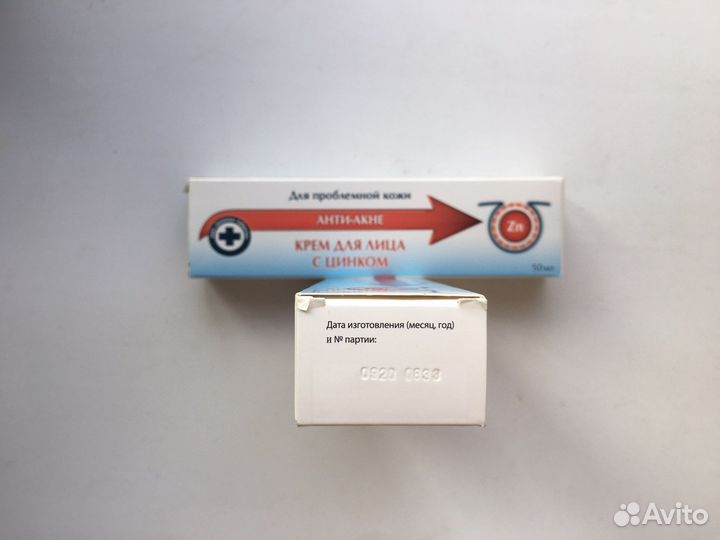 Для проблемной кожи
АНТИ-АКНЕ
Zn
КРЕМ ДЛЯ ЛИЦА
С ЦИНКОМ
50мл
Дата изготовления (месяц, год)
и № партии:
0920 0833
Avito